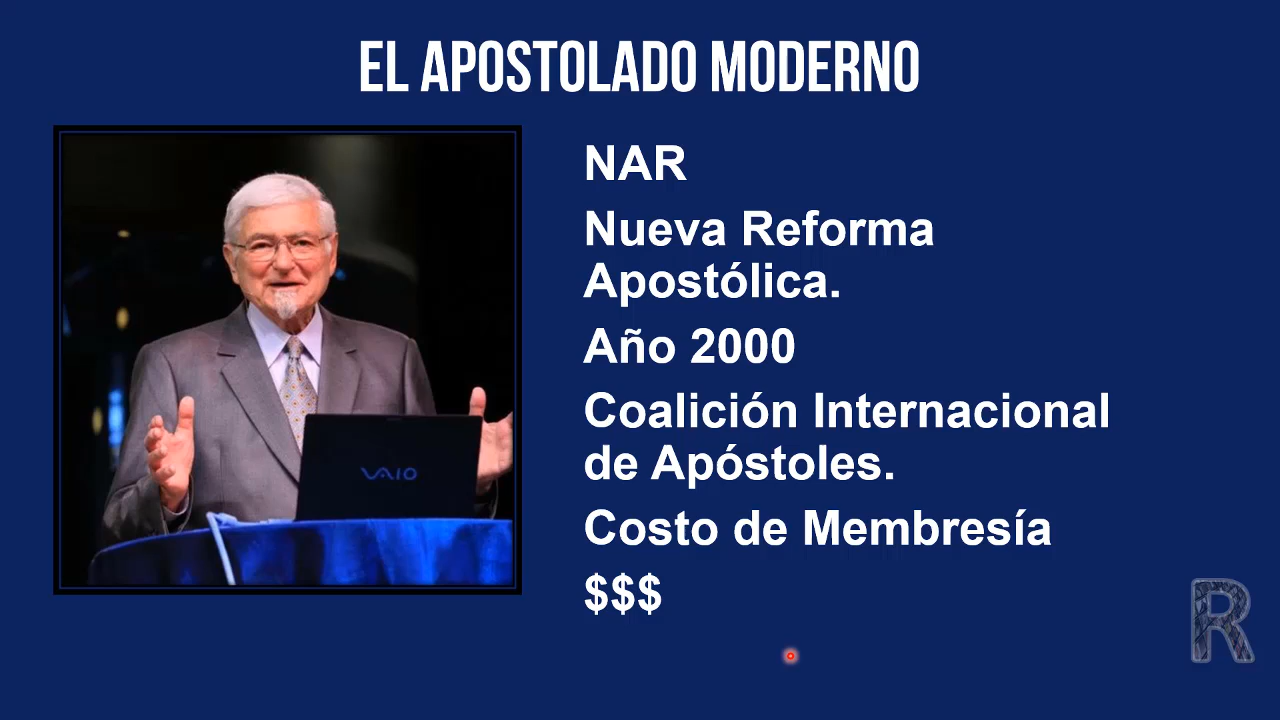 EL APOSTOLADO MODERNO
NAR
Nueva Reforma
Apostólica.
Año 2000
Coalición Internacional
de Apóstoles.
Costo de Membresía
$$$
VAIO
R